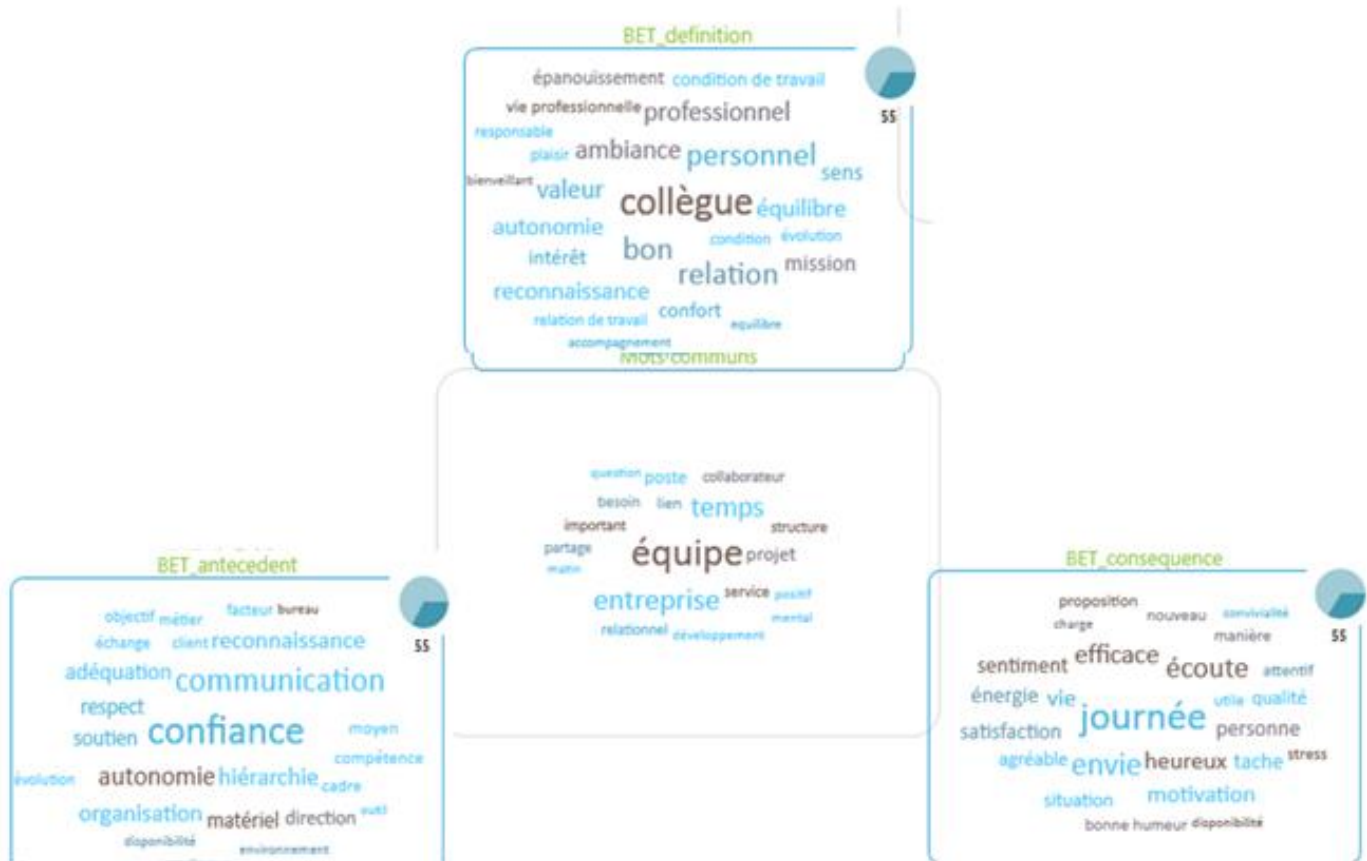 BET_definition
épanouissement condition de travail
vie professionnelle professionnel
55
responsable
plaisir ambiance personnel
sens
bienveillant valeur
collègue équilibre
autonomie
bon condition évolution
intérêt
relation mission
reconnaissance
confort
relation de travail equilibre
accompagnement
Mots communs
question poste collaborateur
besoin lien temps
important structure
partage équipe projet
matin
entreprise service positif
mental
relationnel développement
BET_antecedent
objectif métier facteur bureau
échange client reconnaissance
55
adéquation communication
respect
soutien confiance moyen
compétence
évolution autonomie hiérarchie cadre
organisation matériel direction outil
disponibilité environnement
BET_consequence
proposition
charge nouveau convivialité
manière
55
sentiment efficace écoute attentif
énergie vie journée utile qualité
satisfaction personne
agréable envie heureux tache stress
situation motivation
bonne humeur disponibilité